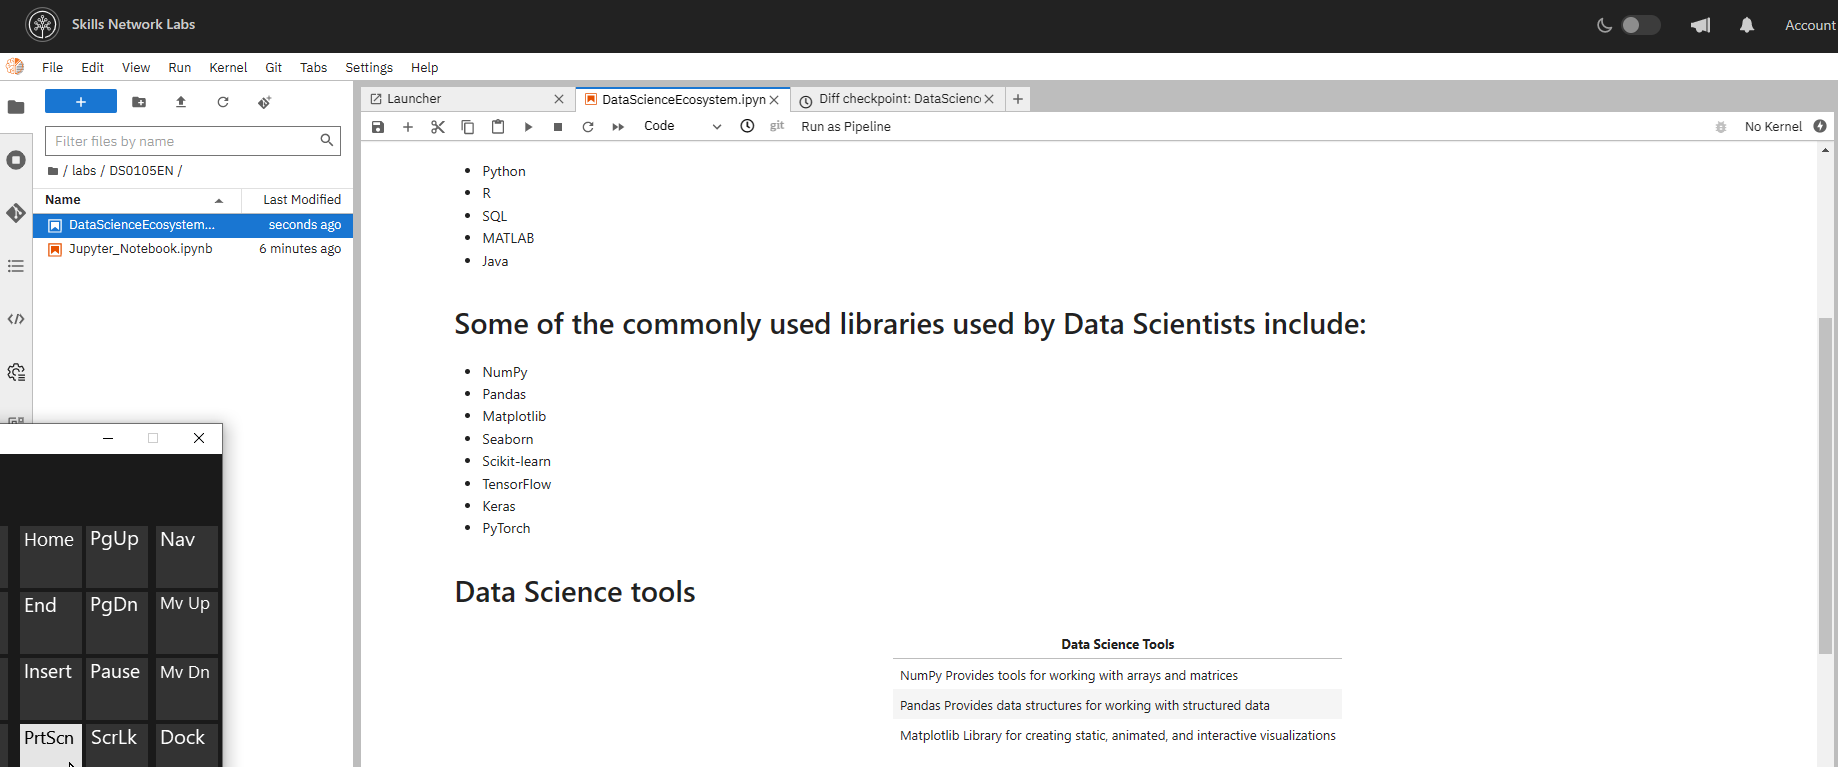 Skills Network Labs
Account
File Edit View Run Kernel Git Tabs Settings Help
+
Launcher
DataScienceEcosystem.ipyn
Diff checkpoint: DataScienc
Code
git
Run as Pipeline
No Kernel
Filter files by name
/ labs / DS0105EN /
Name Last Modified
DataScienceEcosystem... seconds ago
Jupyter_Notebook.ipynb 6 minutes ago
• Python
• R
• SQL
• MATLAB
• Java
Some of the commonly used libraries used by Data Scientists include:
• NumPy
• Pandas
• Matplotlib
• Seaborn
• Scikit-learn
• TensorFlow
• Keras
• PyTorch
Data Science tools
Data Science Tools
NumPy Provides tools for working with arrays and matrices
Pandas Provides data structures for working with structured data
Matplotlib Library for creating static, animated, and interactive visualizations
Home PgUp Nav
End PgDn Mv Up
Insert Pause Mv Dn
PrtScn ScrLk Dock